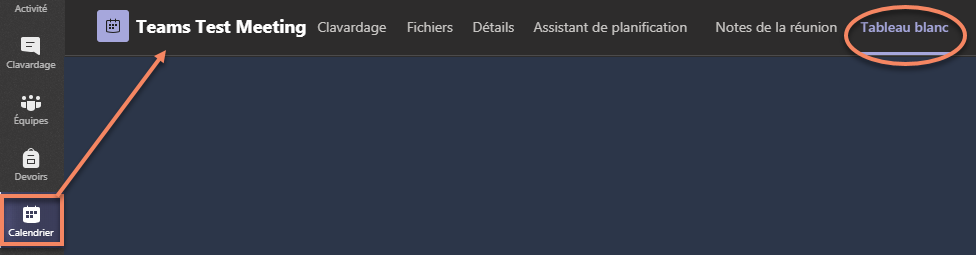 Activité
Teams Test Meeting Clavardage Fichiers Détails Assistant de planification Notes de la réunion Tableau blanc
Clavardage
Équipes
Devoirs
Calendrier